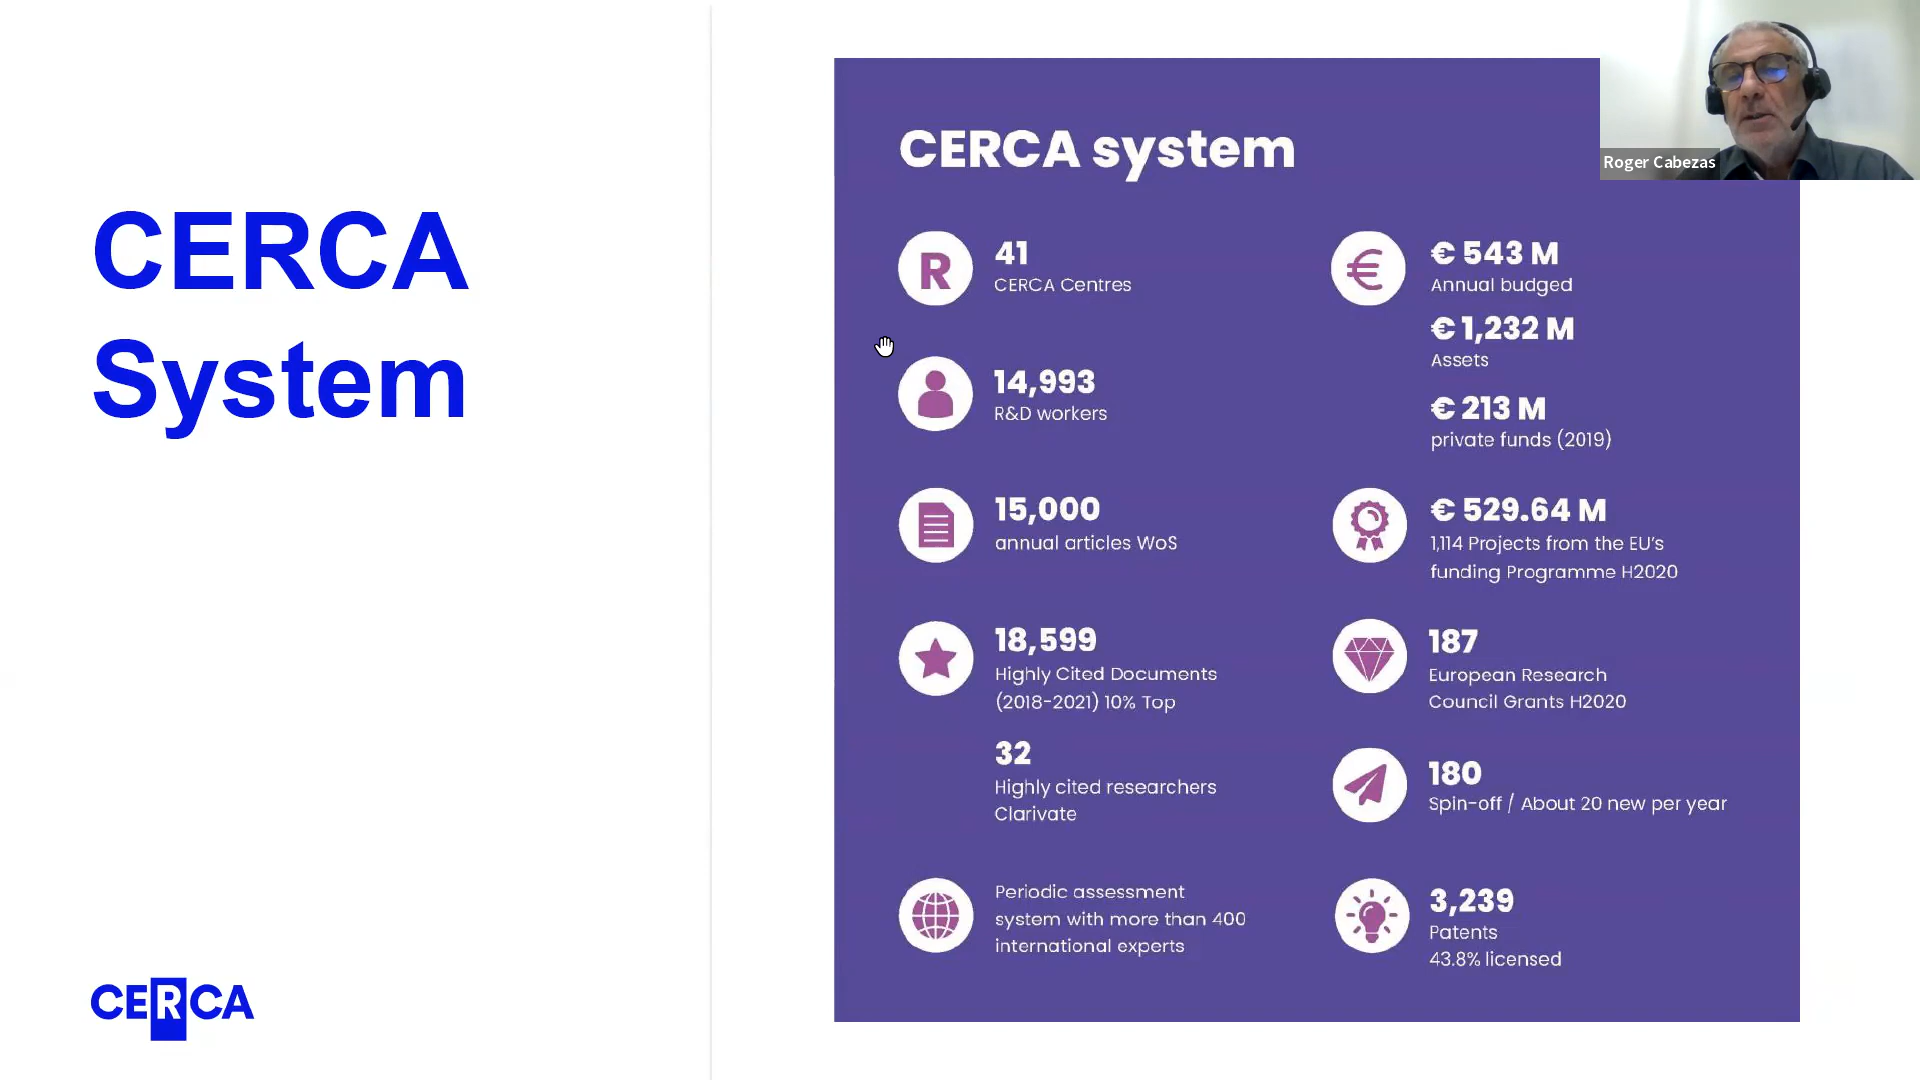 CERCA
System
CERCA
CERCA system
R
41
CERCA Centres
14,993
R&D workers
15,000
annual articles WoS
18,599
Highly Cited Documents
(2018-2021) 10% Top
32
Highly cited researchers
Clarivate
Periodic assessment
system with more than 400
international experts
€
€ 543 M
Annual budged
€ 1,232 M
Assets
€ 213 M
private funds (2019)
€ 529.64 M
1,114 Projects from the EU's
funding Programme H2020
187
European Research
Council Grants H2020
180
Spin-off / About 20 new per year
3,239
Patents
43.8% licensed
Roger Cabezas